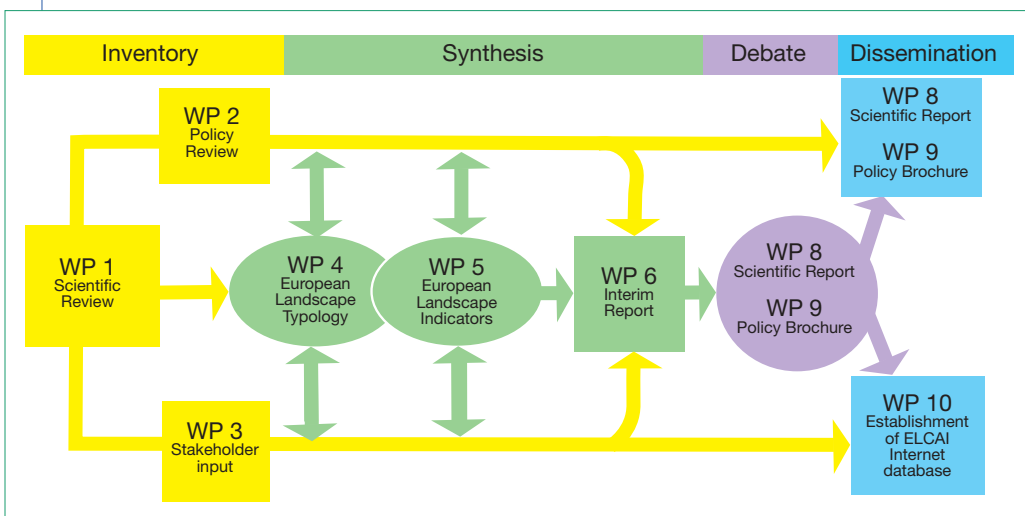 Inventory
Synthesis
Debate
Dissemination
WP 2
Policy
Review
WP 8
Scientific Report
WP 9
Policy Brochure
WP 1
Scientific
Review
WP 4
European
Landscape
Typology
WP 5
European
Landscape
Indicators
WP 6
Interim
Report
WP 8
Scientific Report
WP 9
Policy Brochure
WP 3
Stakeholder
input
WP 10
Establishment
of ELCAI
Internet
database